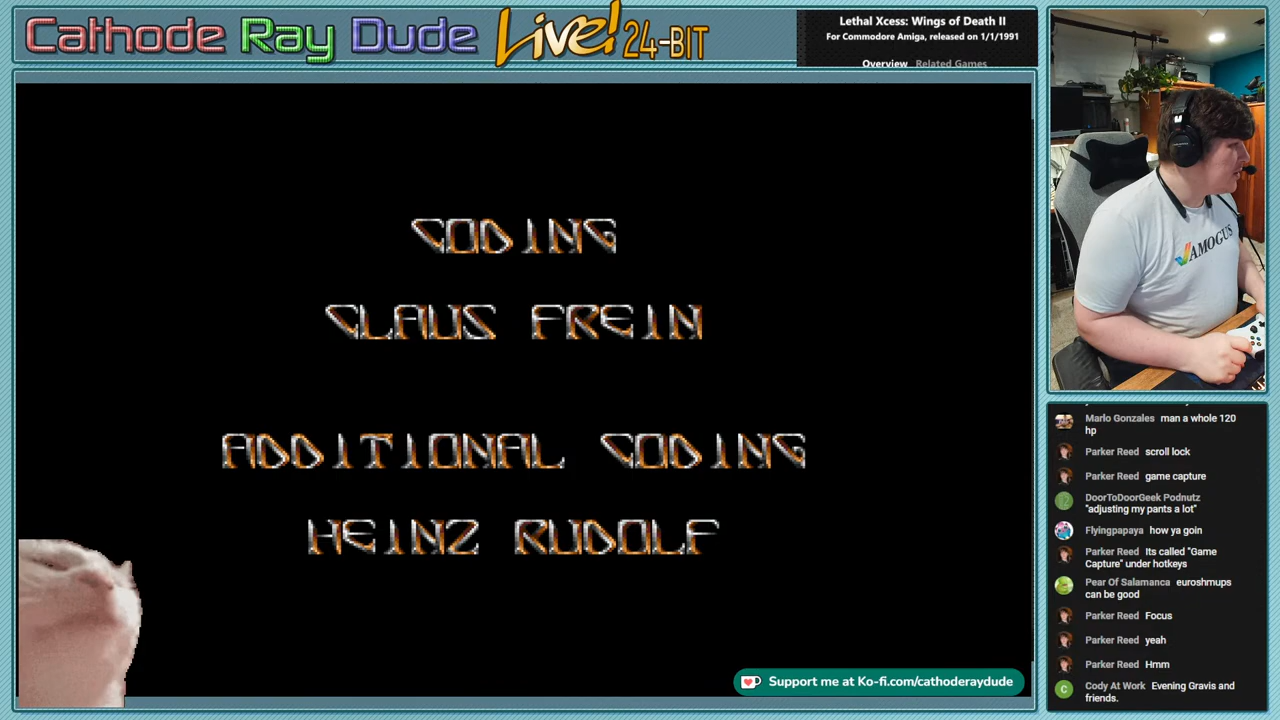 Cathode Ray Dude Live! 24-BIT
Lethal Xcess: Wings of Death II
For Commodore Amiga, released on 1/1/1991
Overview Related Games
CODING
CLAUS FREIN
ADDITIONAL CODING
HEINZ RUDOLF
Support me at Ko-fi.com/cathoderaydude
AMOGUS
Marlo Gonzales man a whole 120
hp
Parker Reed scroll lock
Parker Reed game capture
DoorToDoorGeek Podnutz
"adjusting my pants a lot"
Flyingpapaya how ya goin
Parker Reed Its called "Game
Capture" under hotkeys
Pear Of Salamanca euroshmups
can be good
Parker Reed Focus
Parker Reed yeah
Parker Reed Hmm
C Cody At Work Evening Gravis and
friends.